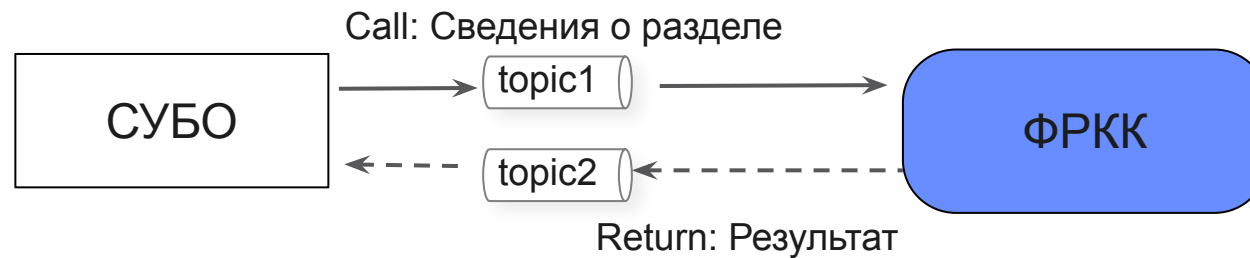 Call: Сведения о разделе
topic1
СУБО
ФРКК
topic2
Return: Результат